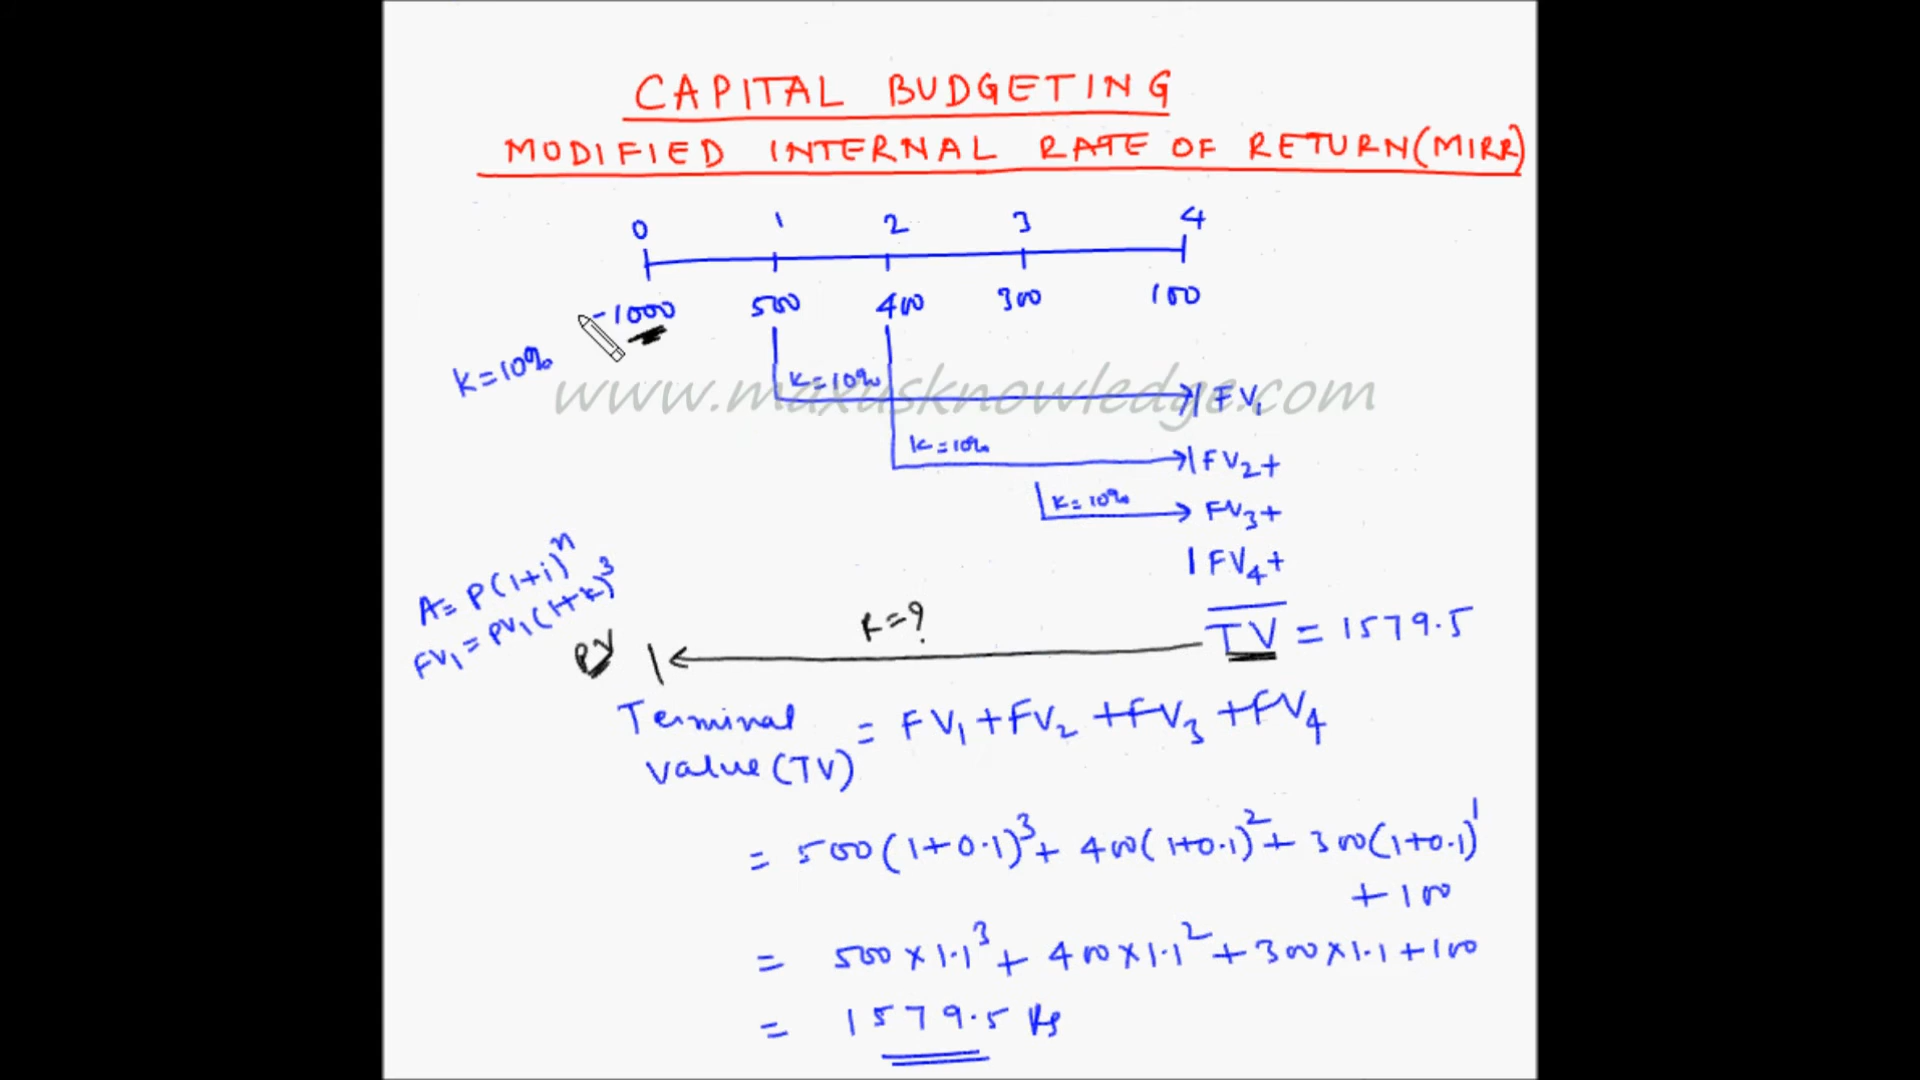 CAPITAL BUDGETING
MODIFIED INTERNAL RATE OF RETURN(MIRR)
0 1 2 3 4
-1000 500 400 300 100
K=10%
K=10% FV₁
www.maxusknowledge.com
K=10% FV₂+
K=10% FV₃+
FV₄+
A=P(1+i)ⁿ
FV₁=PV₁(1+K)³
PV K=? TV = 1579.5
Terminal
Value(TV) = FV₁+FV₂+FV₃+FV₄
= 500(1+0.1)³+ 400(1+0.1)²+ 300(1+0.1)¹
+ 100
= 500×1.1³+ 400×1.1²+300×1.1+100
= 1579.5 Rs